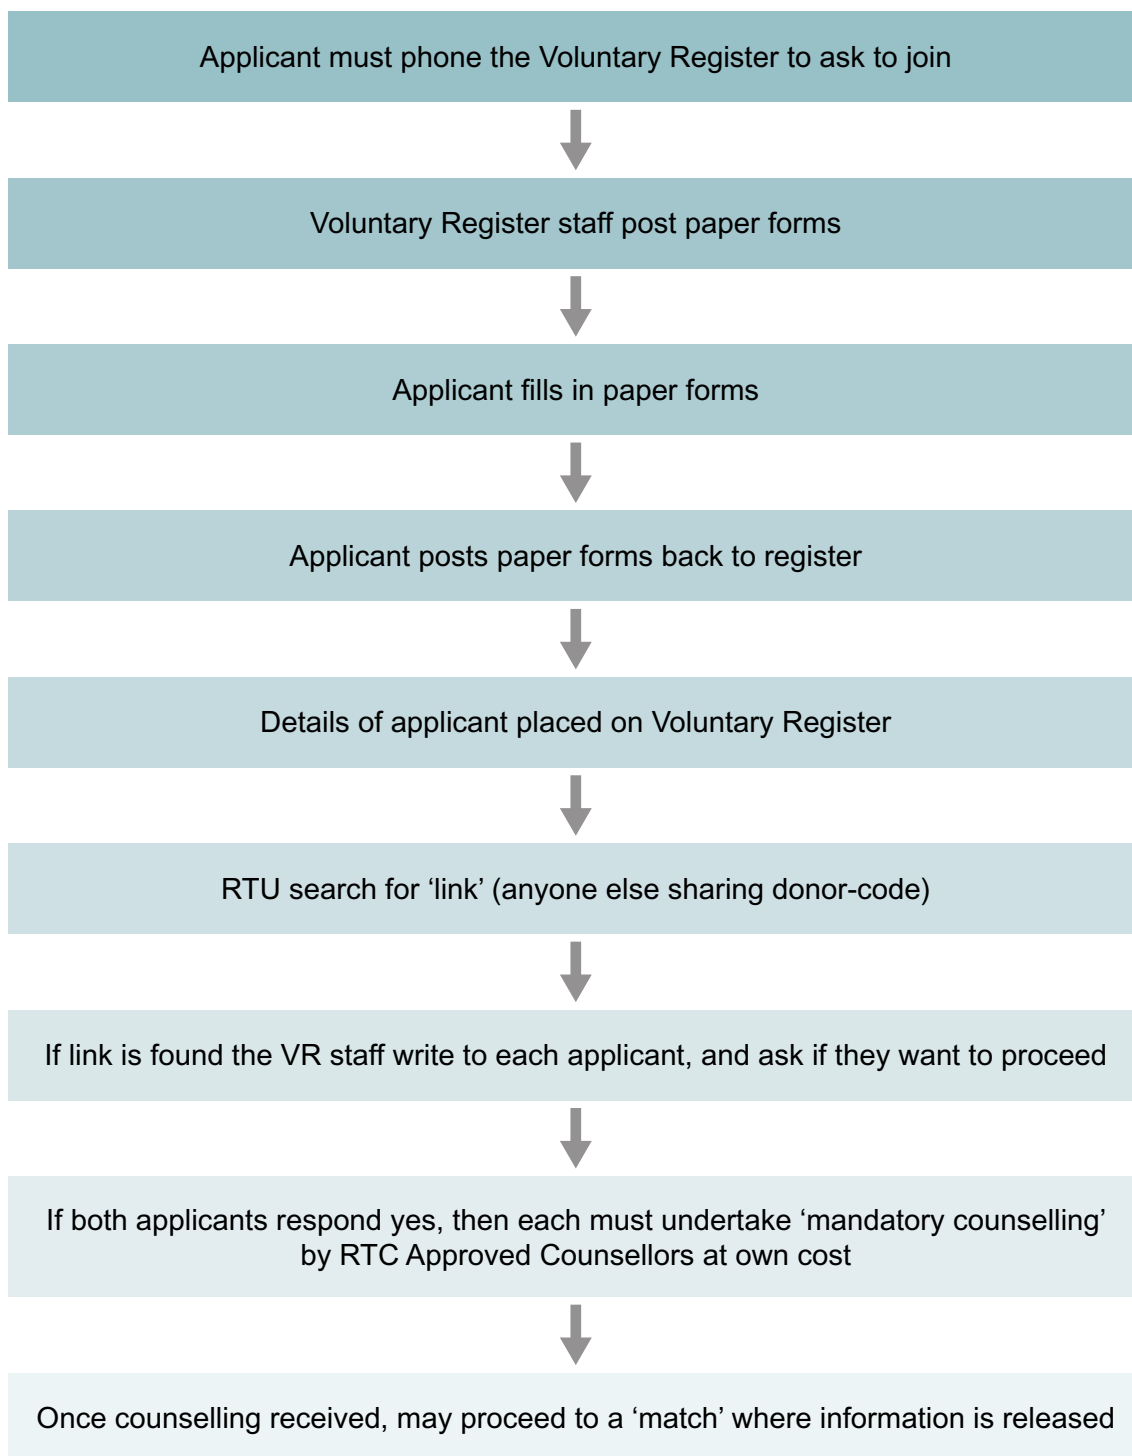 Applicant must phone the Voluntary Register to ask to join
Voluntary Register staff post paper forms
Applicant fills in paper forms
Applicant posts paper forms back to register
Details of applicant placed on Voluntary Register
RTU search for ‘link’ (anyone else sharing donor-code)
If link is found the VR staff write to each applicant, and ask if they want to proceed
If both applicants respond yes, then each must undertake ‘mandatory counselling’
by RTC Approved Counsellors at own cost
Once counselling received, may proceed to a ‘match’ where information is released